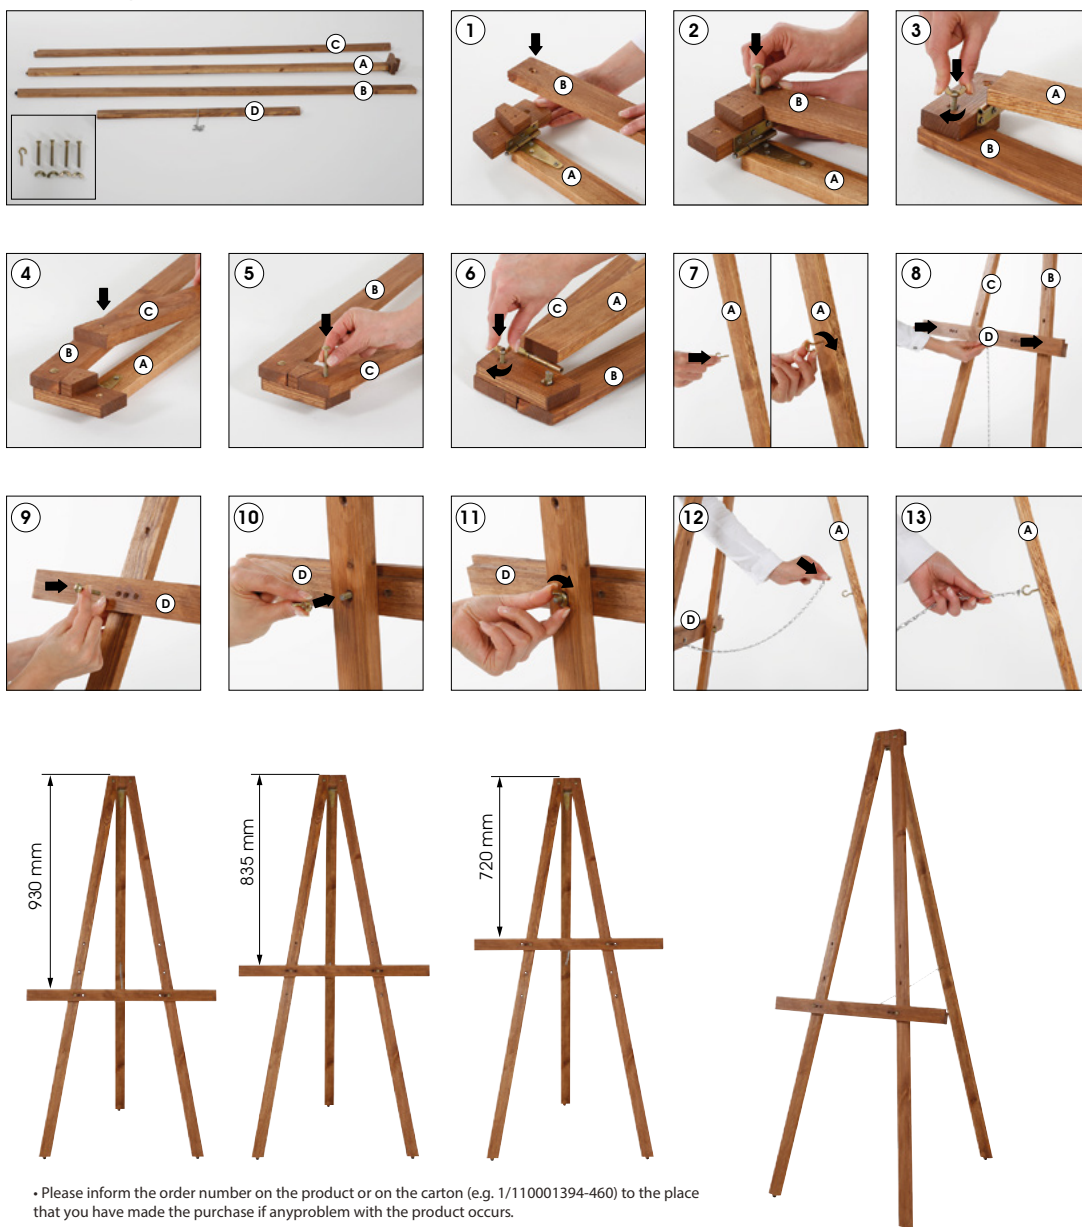 C
A
B
D
1
B
A
2
B
A
3
A
B
4
C
B
A
5
B
C
6
C
A
B
7
A
A
8
C
B
D
9
D
10
D
11
D
12
A
D
13
A
930 mm
835 mm
720 mm
• Please inform the order number on the product or on the carton (e.g. 1/110001394-460) to the place
that you have made the purchase if anyproblem with the product occurs.